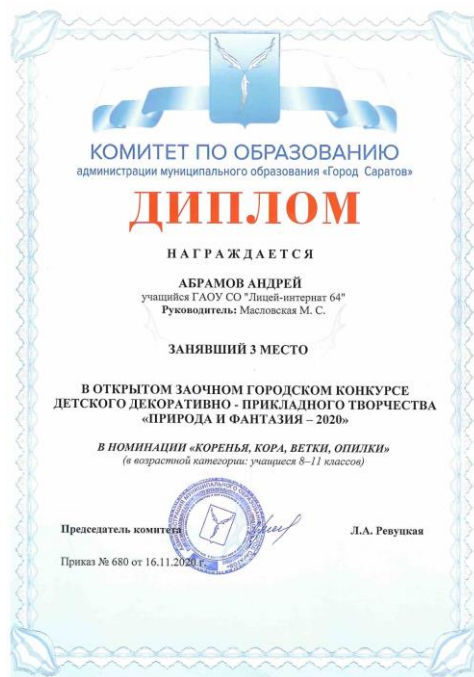 КОМИТЕТ ПО ОБРАЗОВАНИЮ
администрации муниципального образования «Город Саратов»
ДИПЛОМ
НАГРАЖДАЕТСЯ
АБРАМОВ АНДРЕЙ
учащийся ГАОУ СО "Лицей-интернат 64"
Руководитель: Масловская М. С.
ЗАНЯВШИЙ 3 МЕСТО
В ОТКРЫТОМ ЗАОЧНОМ ГОРОДСКОМ КОНКУРСЕ
ДЕТСКОГО ДЕКОРАТИВНО - ПРИКЛАДНОГО ТВОРЧЕСТВА
«ПРИРОДА И ФАНТАЗИЯ – 2020»
В НОМИНАЦИИ «КОРЕНЬЯ, КОРА, ВЕТКИ, ОПИЛКИ»
(в возрастной категории: учащиеся 8–11 классов)
Председатель комитета Л.А. Ревуцкая
Приказ № 680 от 16.11.2020 г.